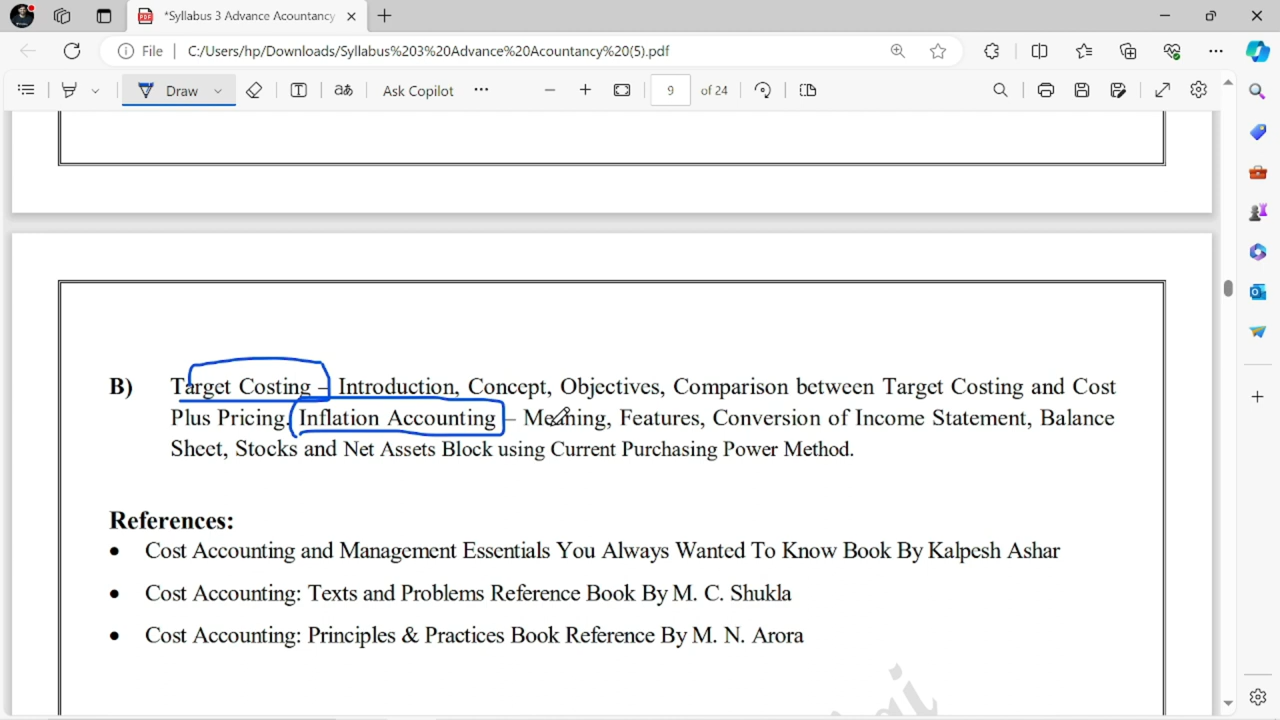 *Syllabus 3 Advance Acountancy
File C:/Users/hp/Downloads/Syllabus%203%20Advance%20Acountancy%20(5).pdf
Draw aあ Ask Copilot 9 of 24
B) Target Costing – Introduction, Concept, Objectives, Comparison between Target Costing and Cost
Plus Pricing. Inflation Accounting – Meaning, Features, Conversion of Income Statement, Balance
Sheet, Stocks and Net Assets Block using Current Purchasing Power Method.
References:
• Cost Accounting and Management Essentials You Always Wanted To Know Book By Kalpesh Ashar
• Cost Accounting: Texts and Problems Reference Book By M. C. Shukla
• Cost Accounting: Principles & Practices Book Reference By M. N. Arora